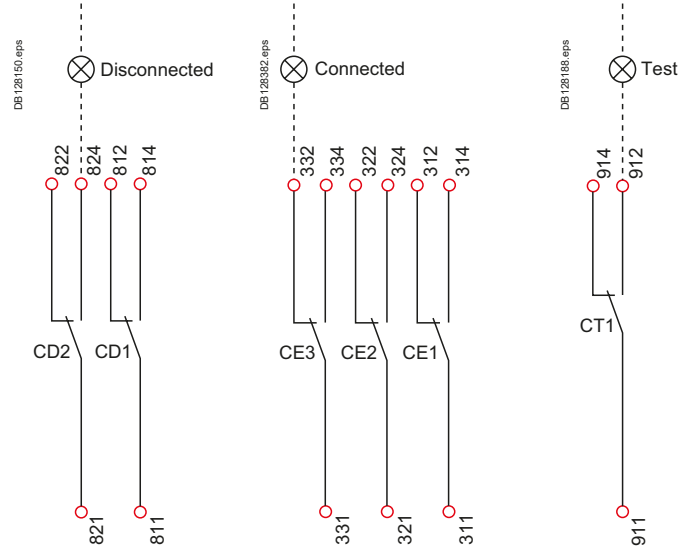 DB128150.eps
Disconnected
822
824
812
814
CD2
CD1
821
811
DB128382.eps
Connected
332
334
322
324
312
314
CE3
CE2
CE1
331
321
311
DB128188.eps
Test
914
912
CT1
911